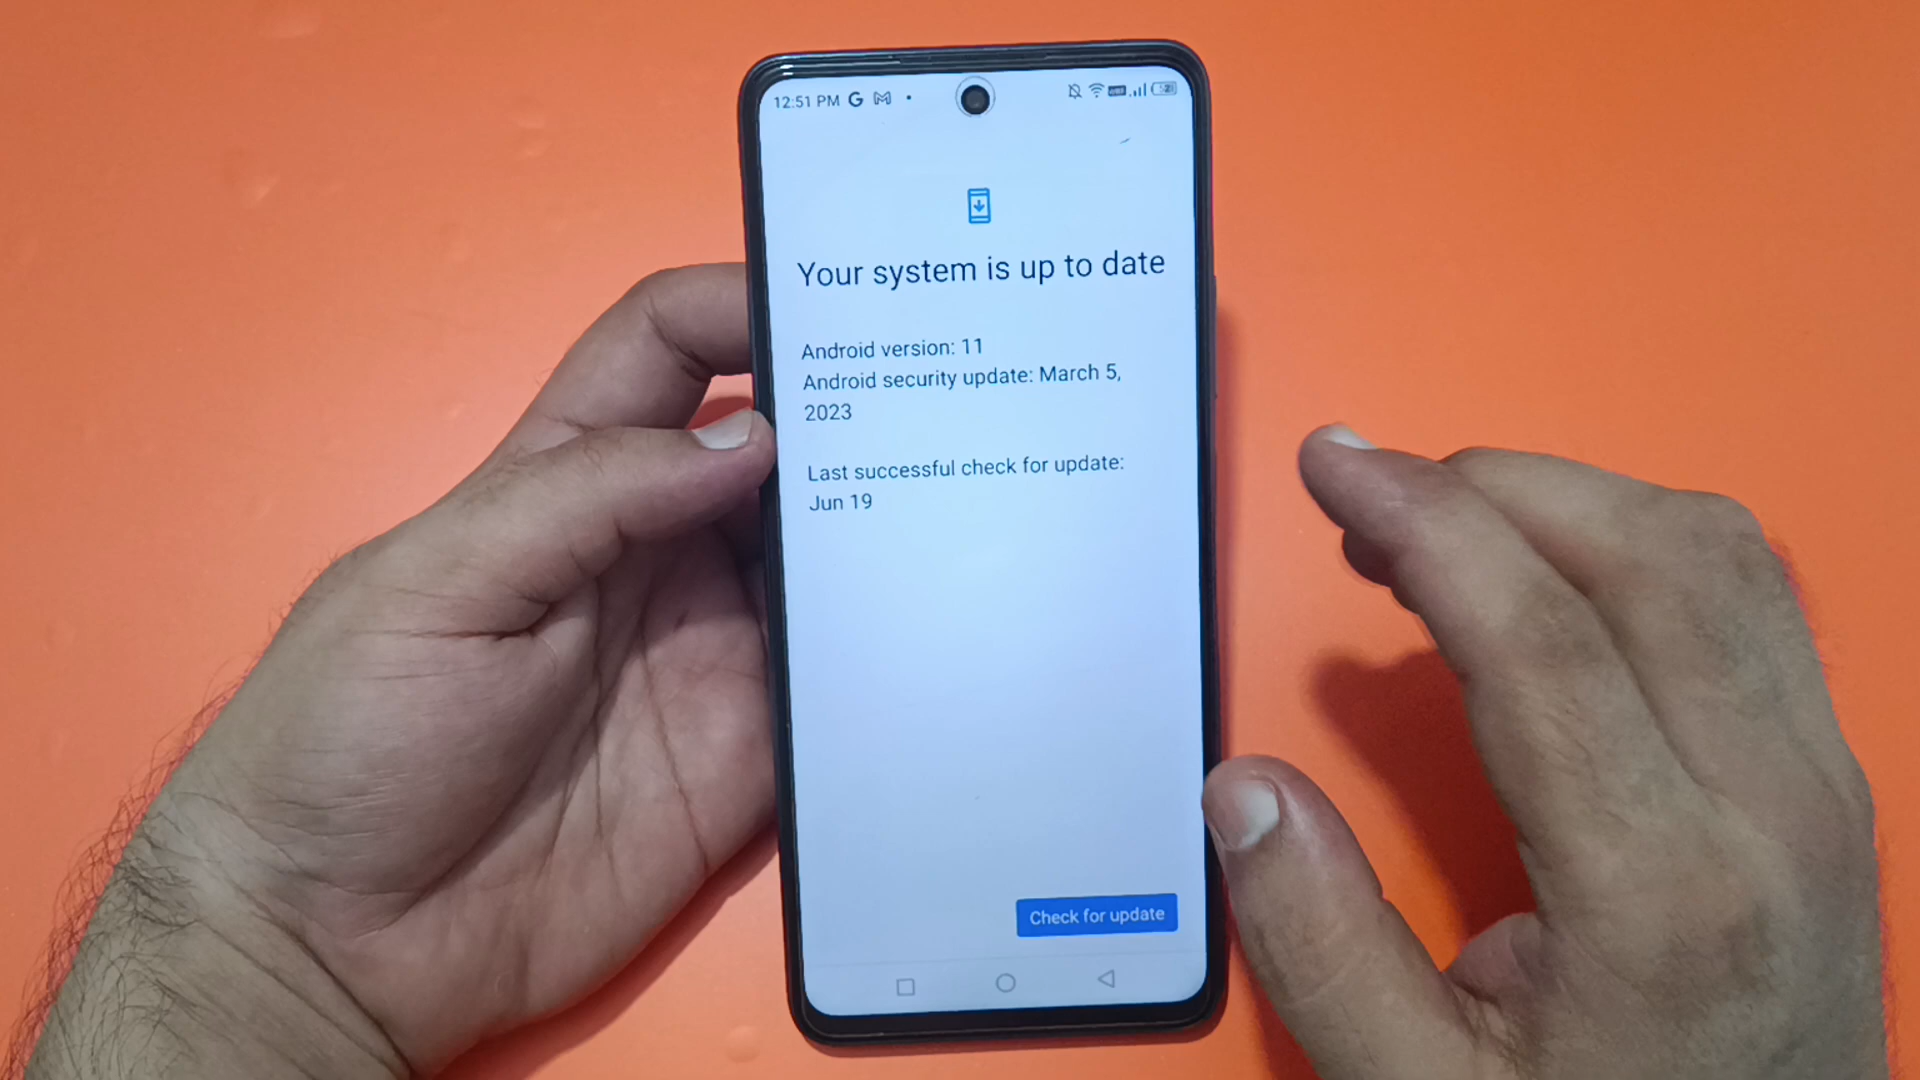 12:51 PM G
Your system is up to date
Android version: 11
Android security update: March 5,
2023
Last successful check for update:
Jun 19
Check for update